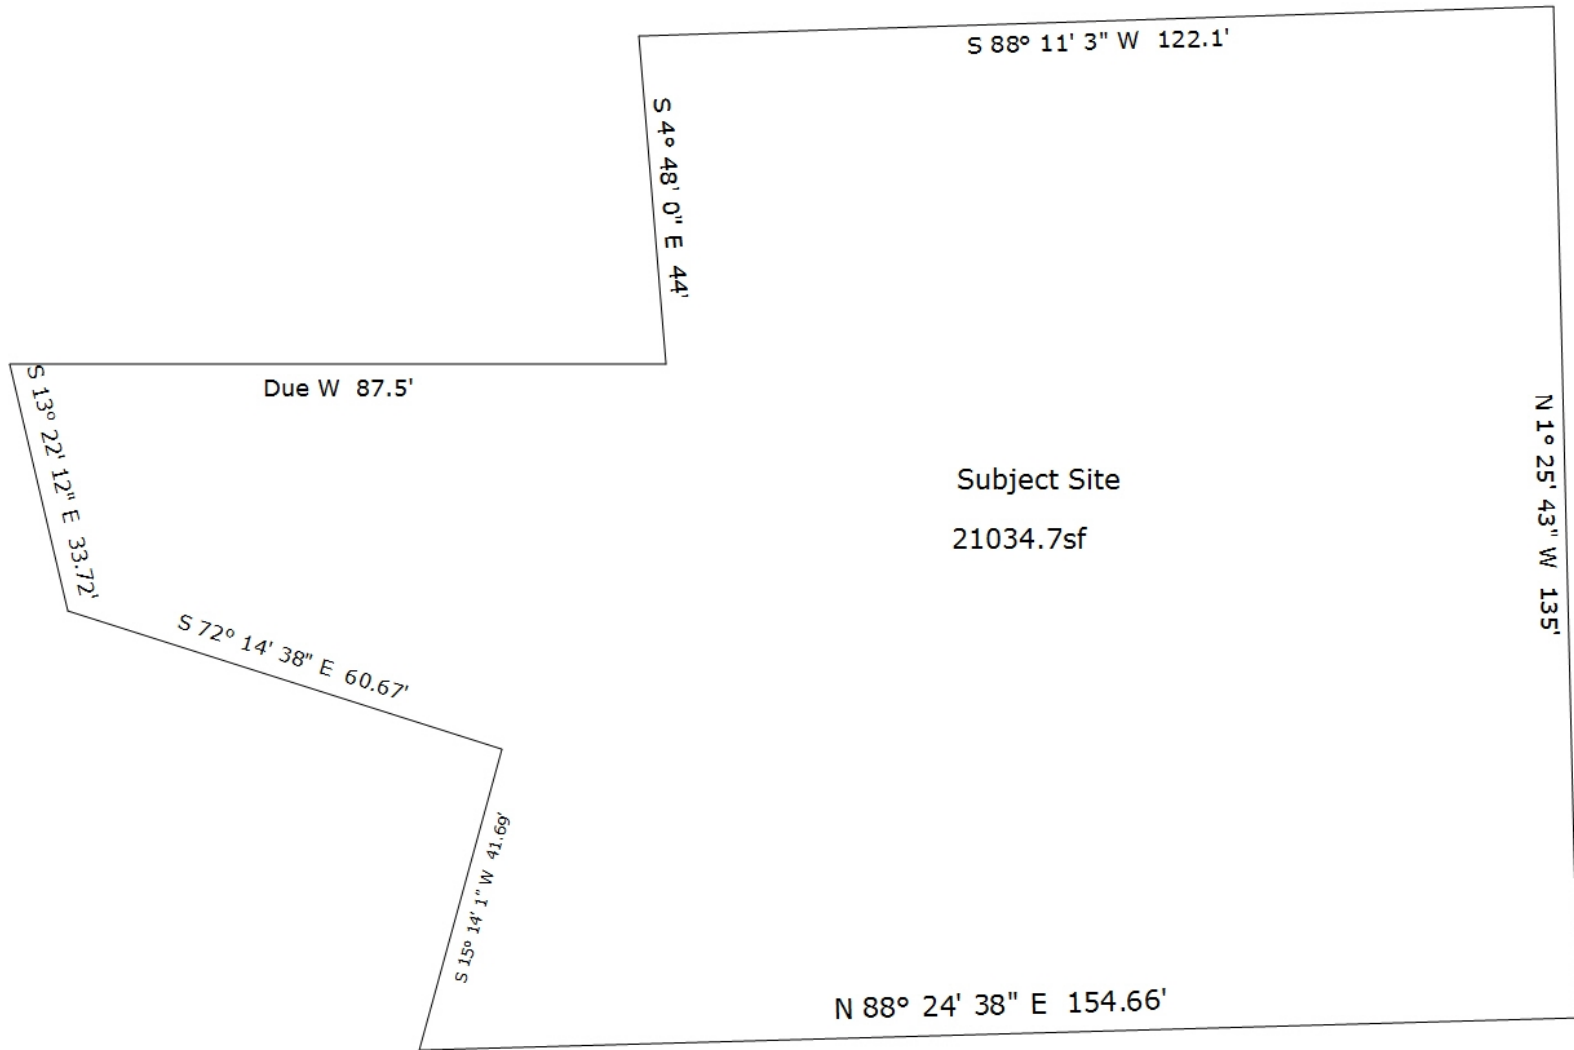 S 88° 11' 3" W 122.1'
S 4° 48' 0" E 44'
Due W 87.5'
S 13° 22' 12" E 33.72'
N 1° 25' 43" W 135'
Subject Site
21034.7sf
S 72° 14' 38" E 60.67'
S 15° 14' 1" W 41.69'
N 88° 24' 38" E 154.66'